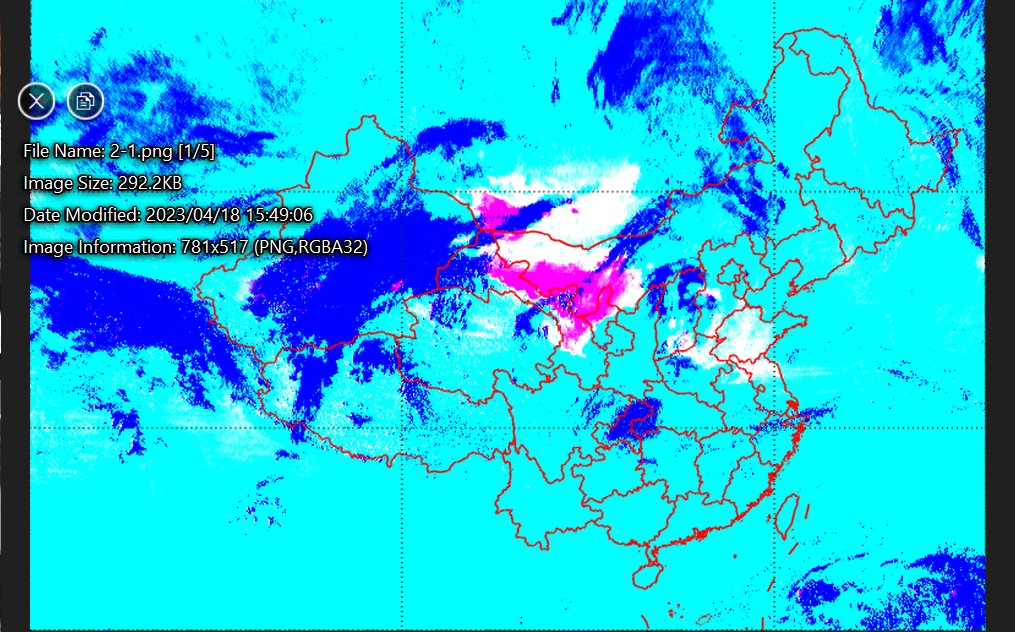 File Name: 2-1.png [1/5]
Image Size: 292.2KB
Date Modified: 2023/04/18 15:49:06
Image Information: 781x517 (PNG,RGBA32)